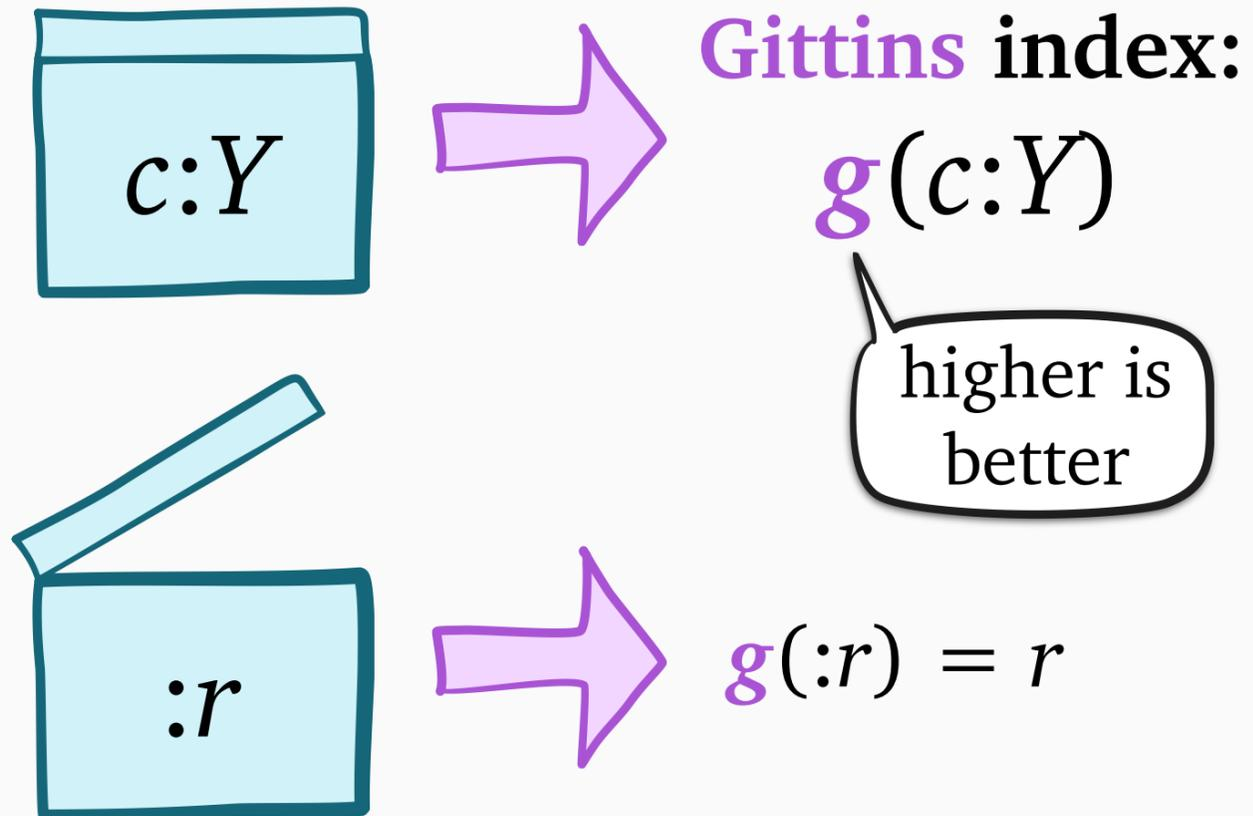 Gittins index:
c:Y
g(c:Y)
higher is
better
:r
g(:r) = r